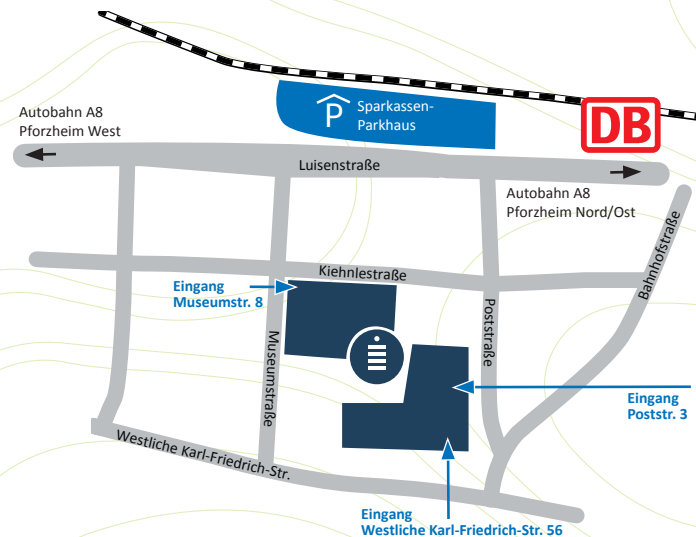 Autobahn A8
Pforzheim West
P
Sparkassen-
Parkhaus
DB
Luisenstraße
Autobahn A8
Pforzheim Nord/Ost
Bahnhofstraße
Kiehnlestraße
Eingang
Museumstr. 8
Museumstraße
Poststraße
Eingang
Poststr. 3
Westliche Karl-Friedrich-Str.
Eingang
Westliche Karl-Friedrich-Str. 56